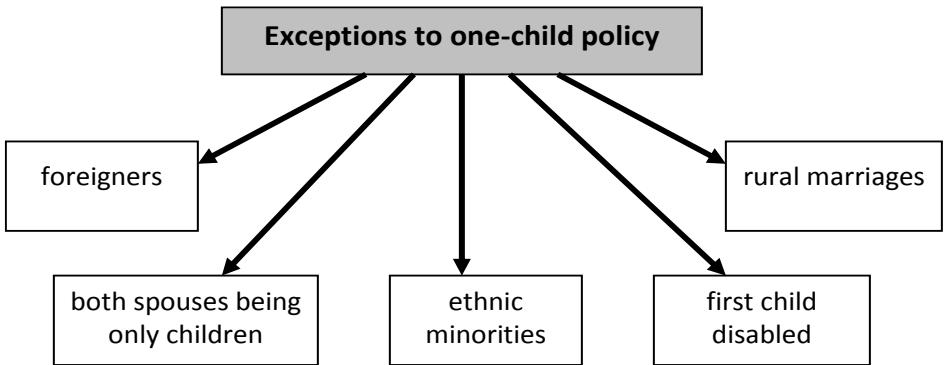 Exceptions to one-child policy
foreigners
rural marriages
both spouses being
only children
ethnic
minorities
first child
disabled